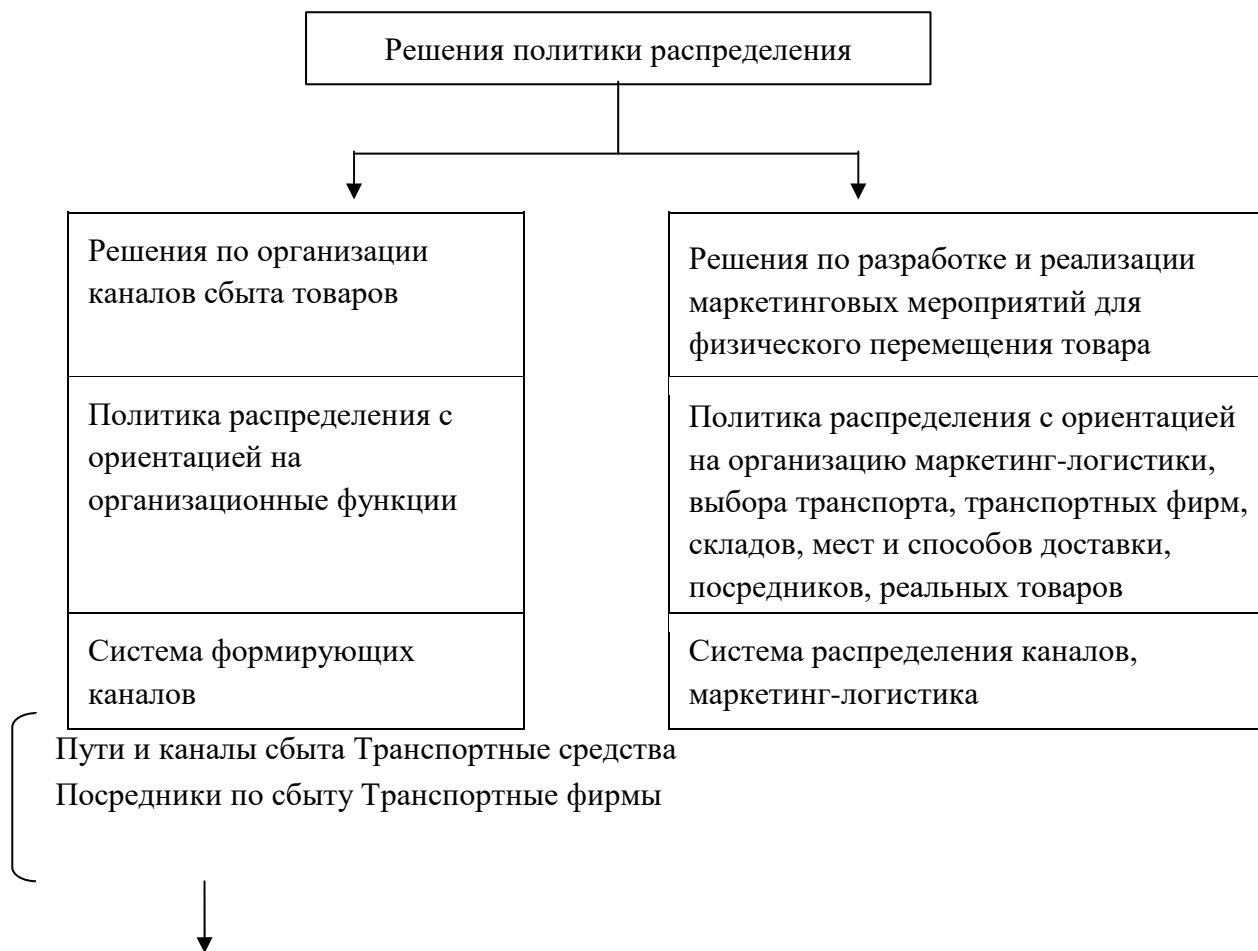 Решения политики распределения
Решения по организации
каналов сбыта товаров
Политика распределения с
ориентацией на
организационные функции
Система формирующих
каналов
Решения по разработке и реализации
маркетинговых мероприятий для
физического перемещения товара
Политика распределения с ориентацией
на организацию маркетинг-логистики,
выбора транспорта, транспортных фирм,
складов, мест и способов доставки,
посредников, реальных товаров
Система распределения каналов,
маркетинг-логистика
Пути и каналы сбыта Транспортные средства
Посредники по сбыту Транспортные фирмы